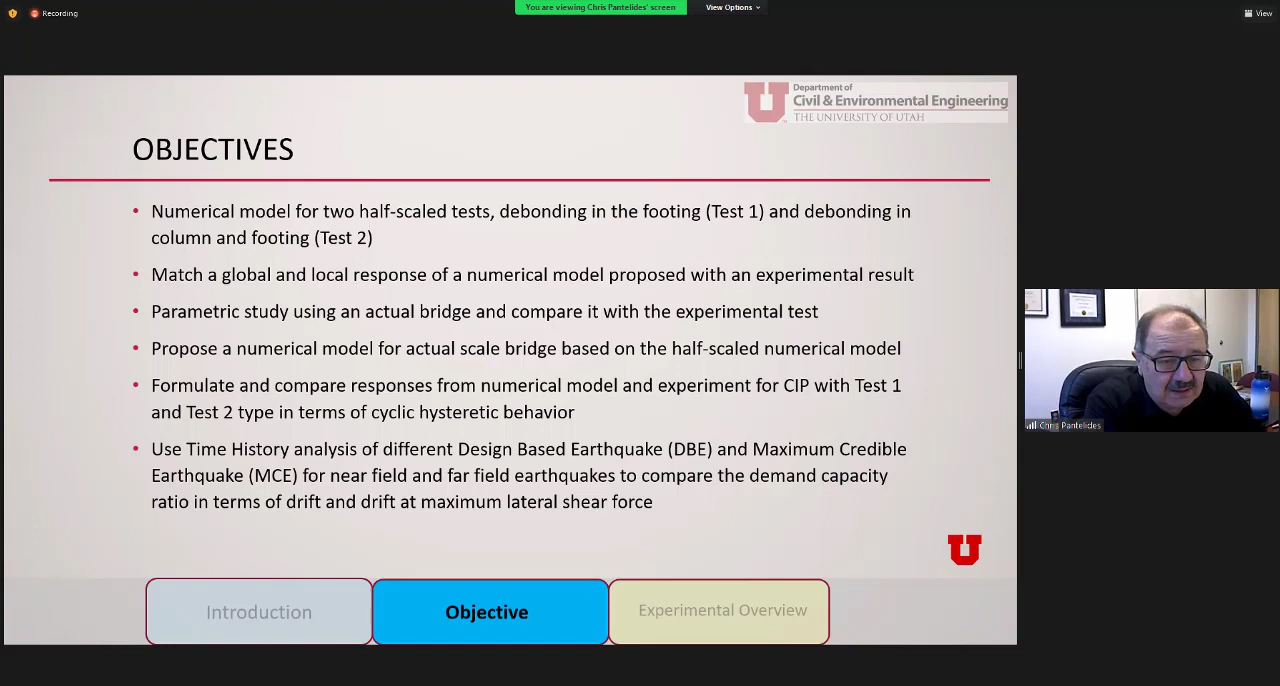 Recording
You are viewing Chris Pantelides' screen
View Options
View
Department of
Civil & Environmental Engineering
THE UNIVERSITY OF UTAH
OBJECTIVES
• Numerical model for two half-scaled tests, debonding in the footing (Test 1) and debonding in
column and footing (Test 2)
• Match a global and local response of a numerical model proposed with an experimental result
• Parametric study using an actual bridge and compare it with the experimental test
• Propose a numerical model for actual scale bridge based on the half-scaled numerical model
• Formulate and compare responses from numerical model and experiment for CIP with Test 1
and Test 2 type in terms of cyclic hysteretic behavior
• Use Time History analysis of different Design Based Earthquake (DBE) and Maximum Credible
Earthquake (MCE) for near field and far field earthquakes to compare the demand capacity
ratio in terms of drift and drift at maximum lateral shear force
Introduction
Objective
Experimental Overview
Chris Pantelides